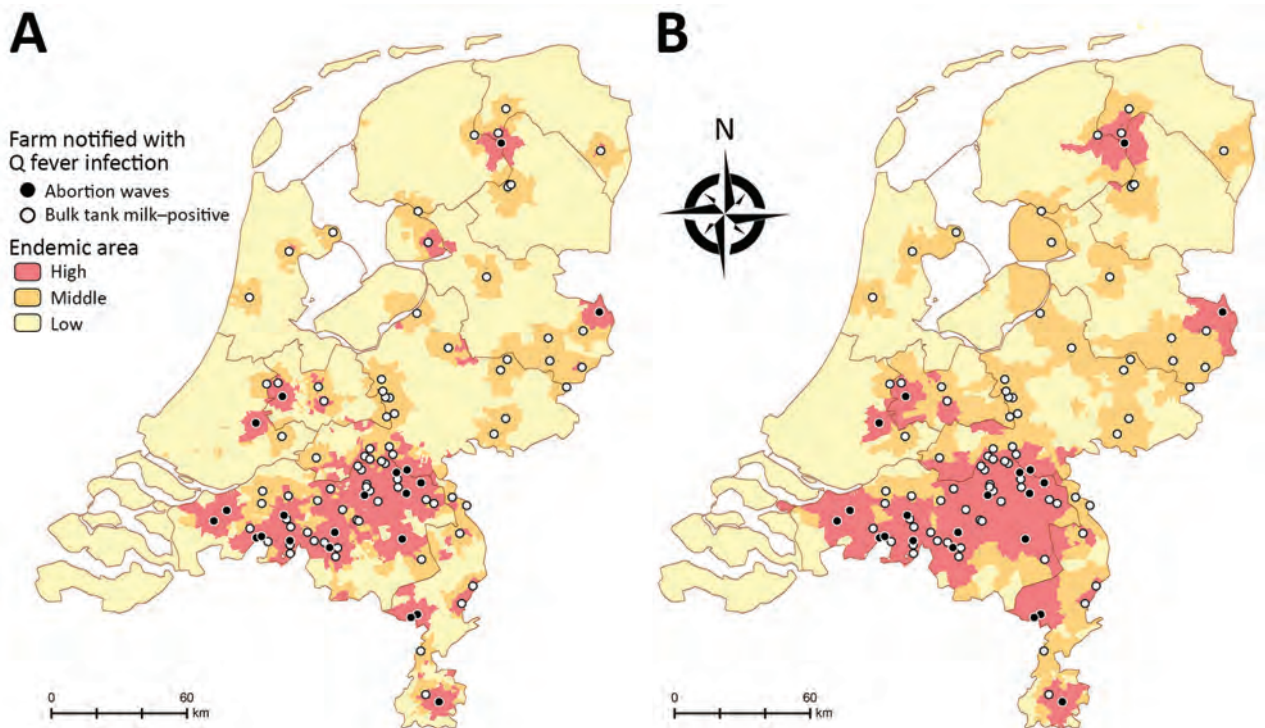 A
B
Farm notified with
Q fever infection
Abortion waves
Bulk tank milk–positive
Endemic area
High
Middle
Low
N
0 60
km
0 60
km